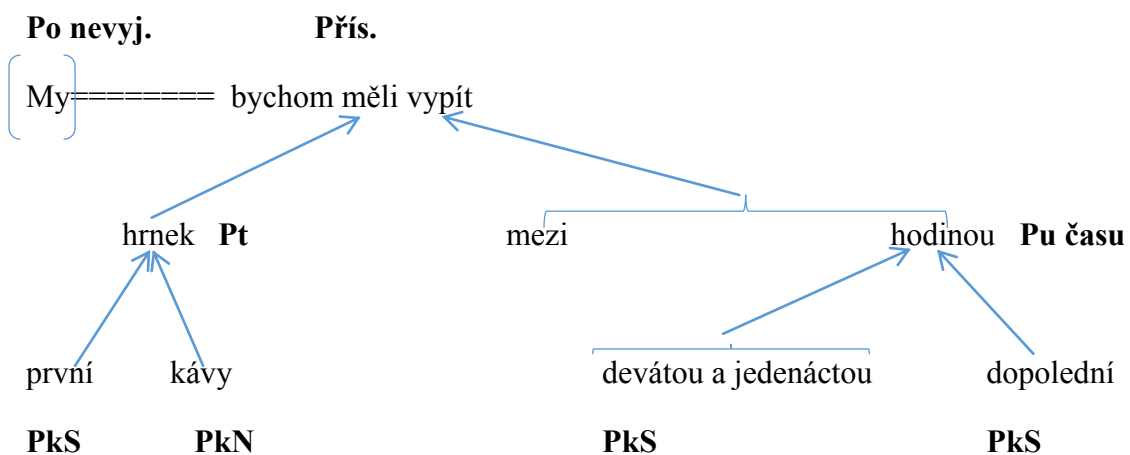 Po nevyj. Přís.
My======== bychom měli vypít
hrnek Pt mezi hodinou Pu času
první kávy devátou a jedenáctou dopolední
PkS PkN PkS PkS